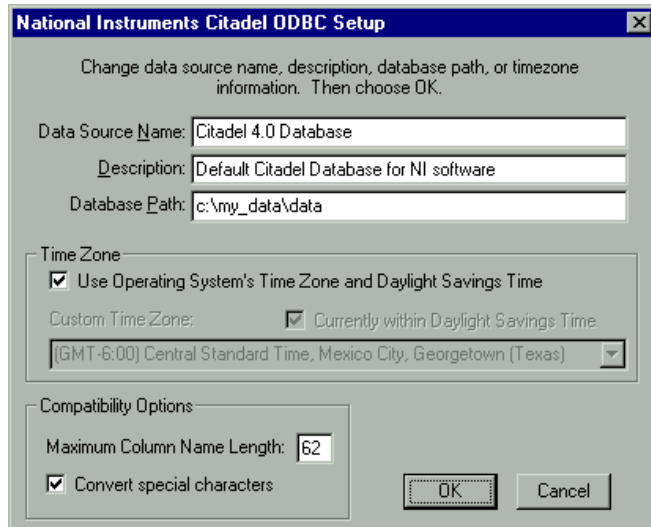 National Instruments Citadel ODBC Setup
Change data source name, description, database path, or timezone
information. Then choose OK.
Data Source Name: Citadel 4.0 Database
Description: Default Citadel Database for NI software
Database Path: c:\my_data\data
Time Zone
Use Operating System's Time Zone and Daylight Savings Time
Custom Time Zone: Currently within Daylight Savings Time
(GMT-6:00) Central Standard Time, Mexico City, Georgetown (Texas)
Compatibility Options
Maximum Column Name Length: 62
Convert special characters
OK Cancel